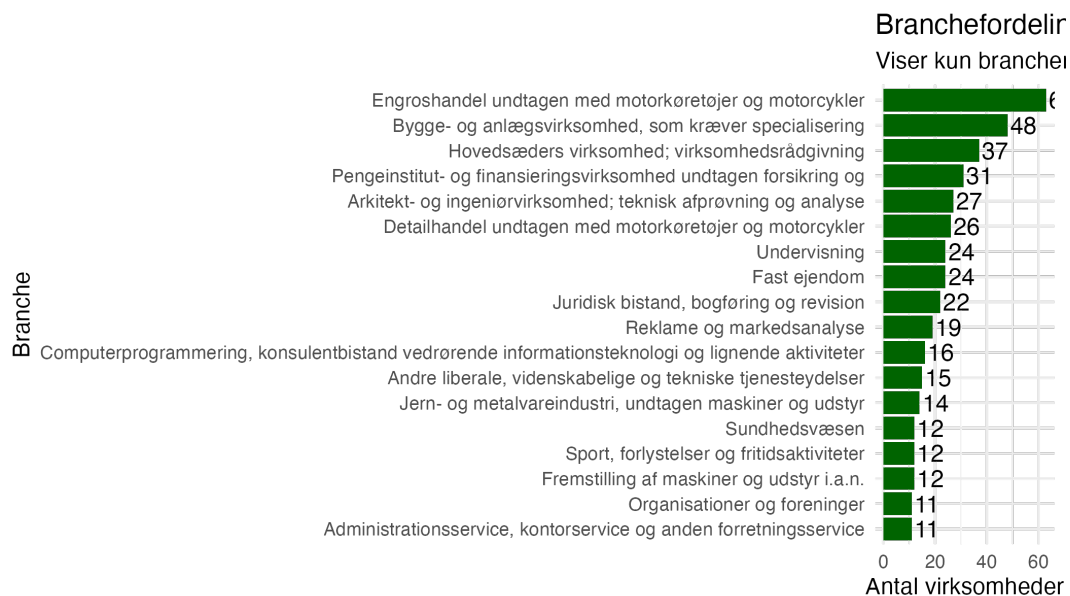 Branchefordelin
Viser kun brancher
Engroshandel undtagen med motorkøretøjer og motorcykler
Bygge- og anlægsvirksomhed, som kræver specialisering 48
Hovedsæders virksomhed; virksomhedsrådgivning 37
Pengeinstitut- og finansieringsvirksomhed undtagen forsikring og 31
Arkitekt- og ingeniørvirksomhed; teknisk afprøvning og analyse 27
Detailhandel undtagen med motorkøretøjer og motorcykler 26
Undervisning 24
Fast ejendom 24
Juridisk bistand, bogføring og revision 22
Reklame og markedsanalyse 19
Computerprogrammering, konsulentbistand vedrørende informationsteknologi og lignende aktiviteter 16
Andre liberale, videnskabelige og tekniske tjenesteydelser 15
Jern- og metalvareindustri, undtagen maskiner og udstyr 14
Sundhedsvæsen 12
Sport, forlystelser og fritidsaktiviteter 12
Fremstilling af maskiner og udstyr i.a.n. 12
Organisationer og foreninger 11
Administrationsservice, kontorservice og anden forretningsservice 11
0 20 40 60
Antal virksomheder
Branche